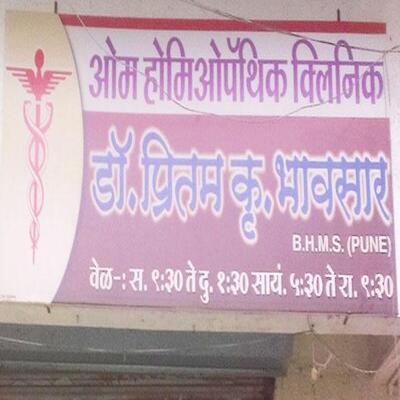 ओम होमिओपॅथिक क्लिनिक
डॉ. प्रितम कृ. भावसार
B.H.M.S. (PUNE)
वेळ-: स. ९:३० ते दु. १:३० सायं. ५:३० ते रा. ९:३०